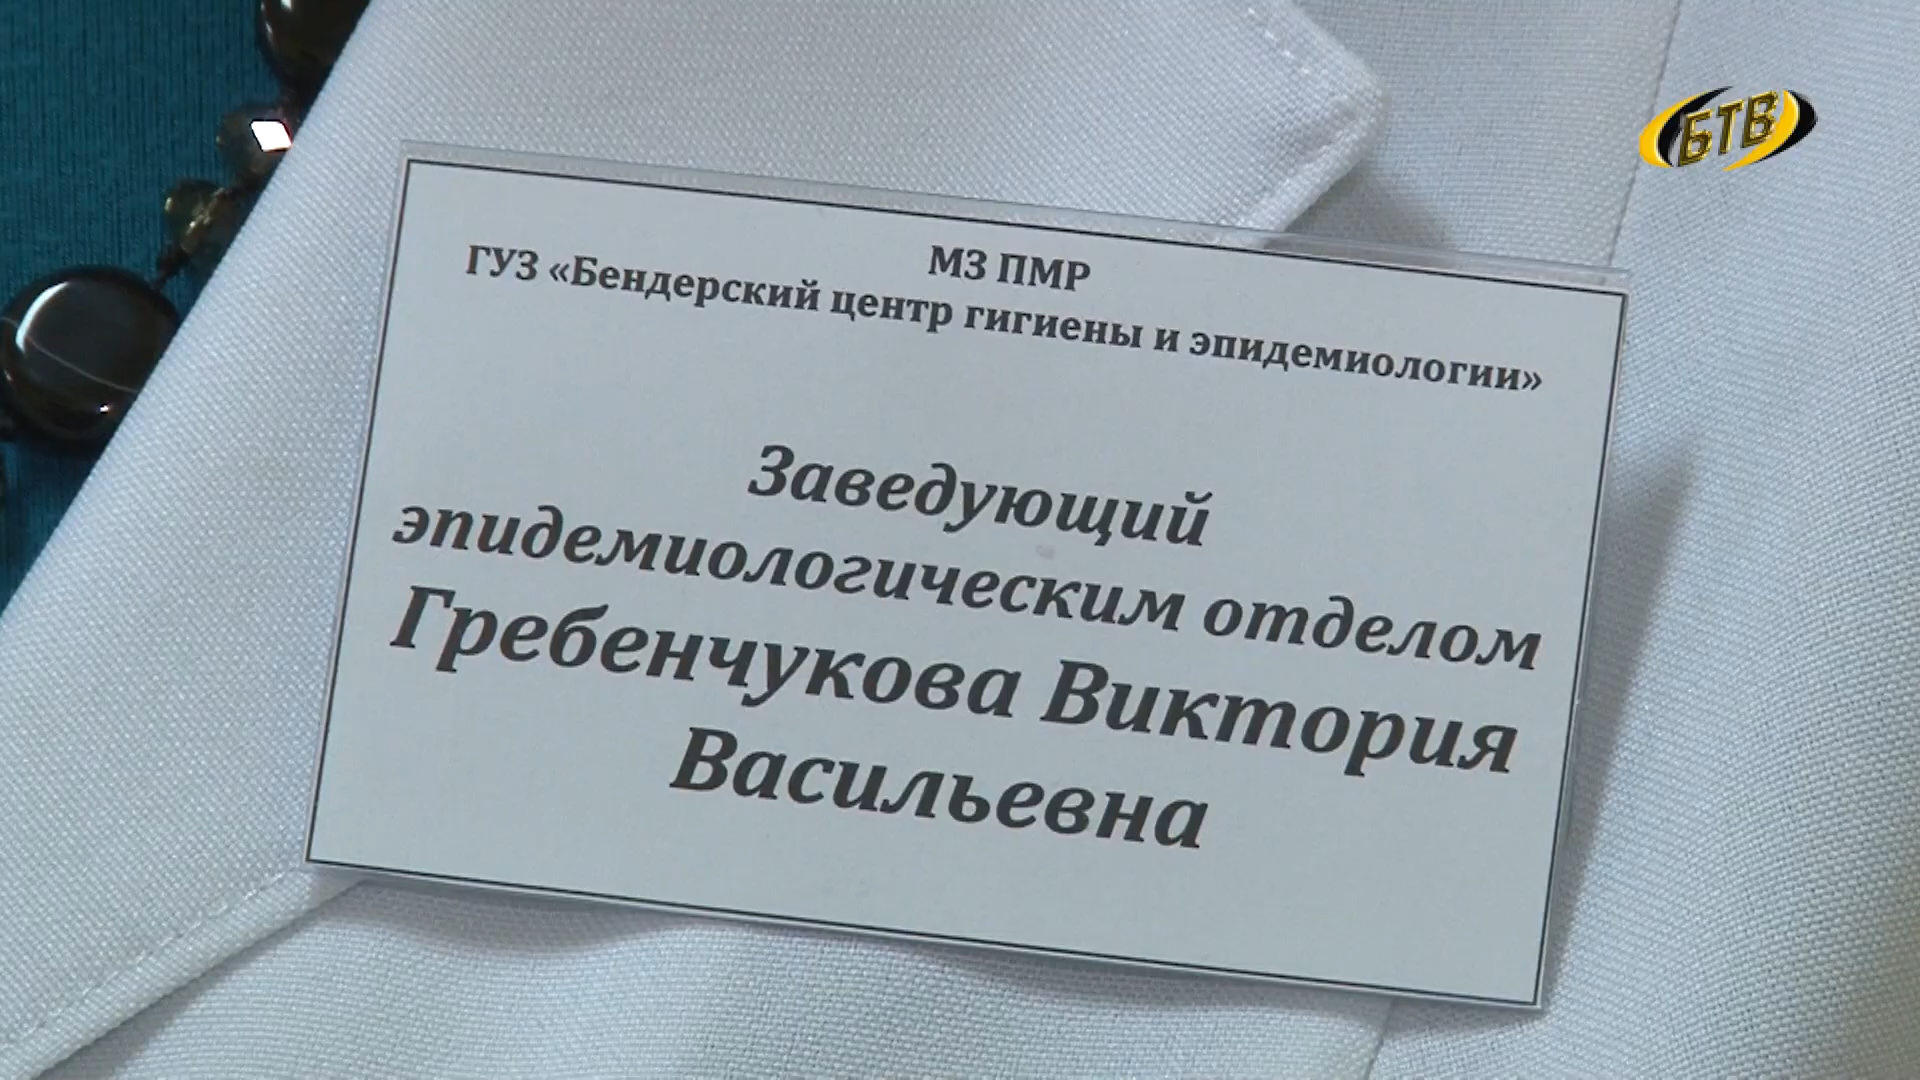 БТВ
МЗ ПМР
ГУЗ «Бендерский центр гигиены и эпидемиологии»
Заведующий
эпидемиологическим отделом
Гребенчукова Виктория
Васильевна